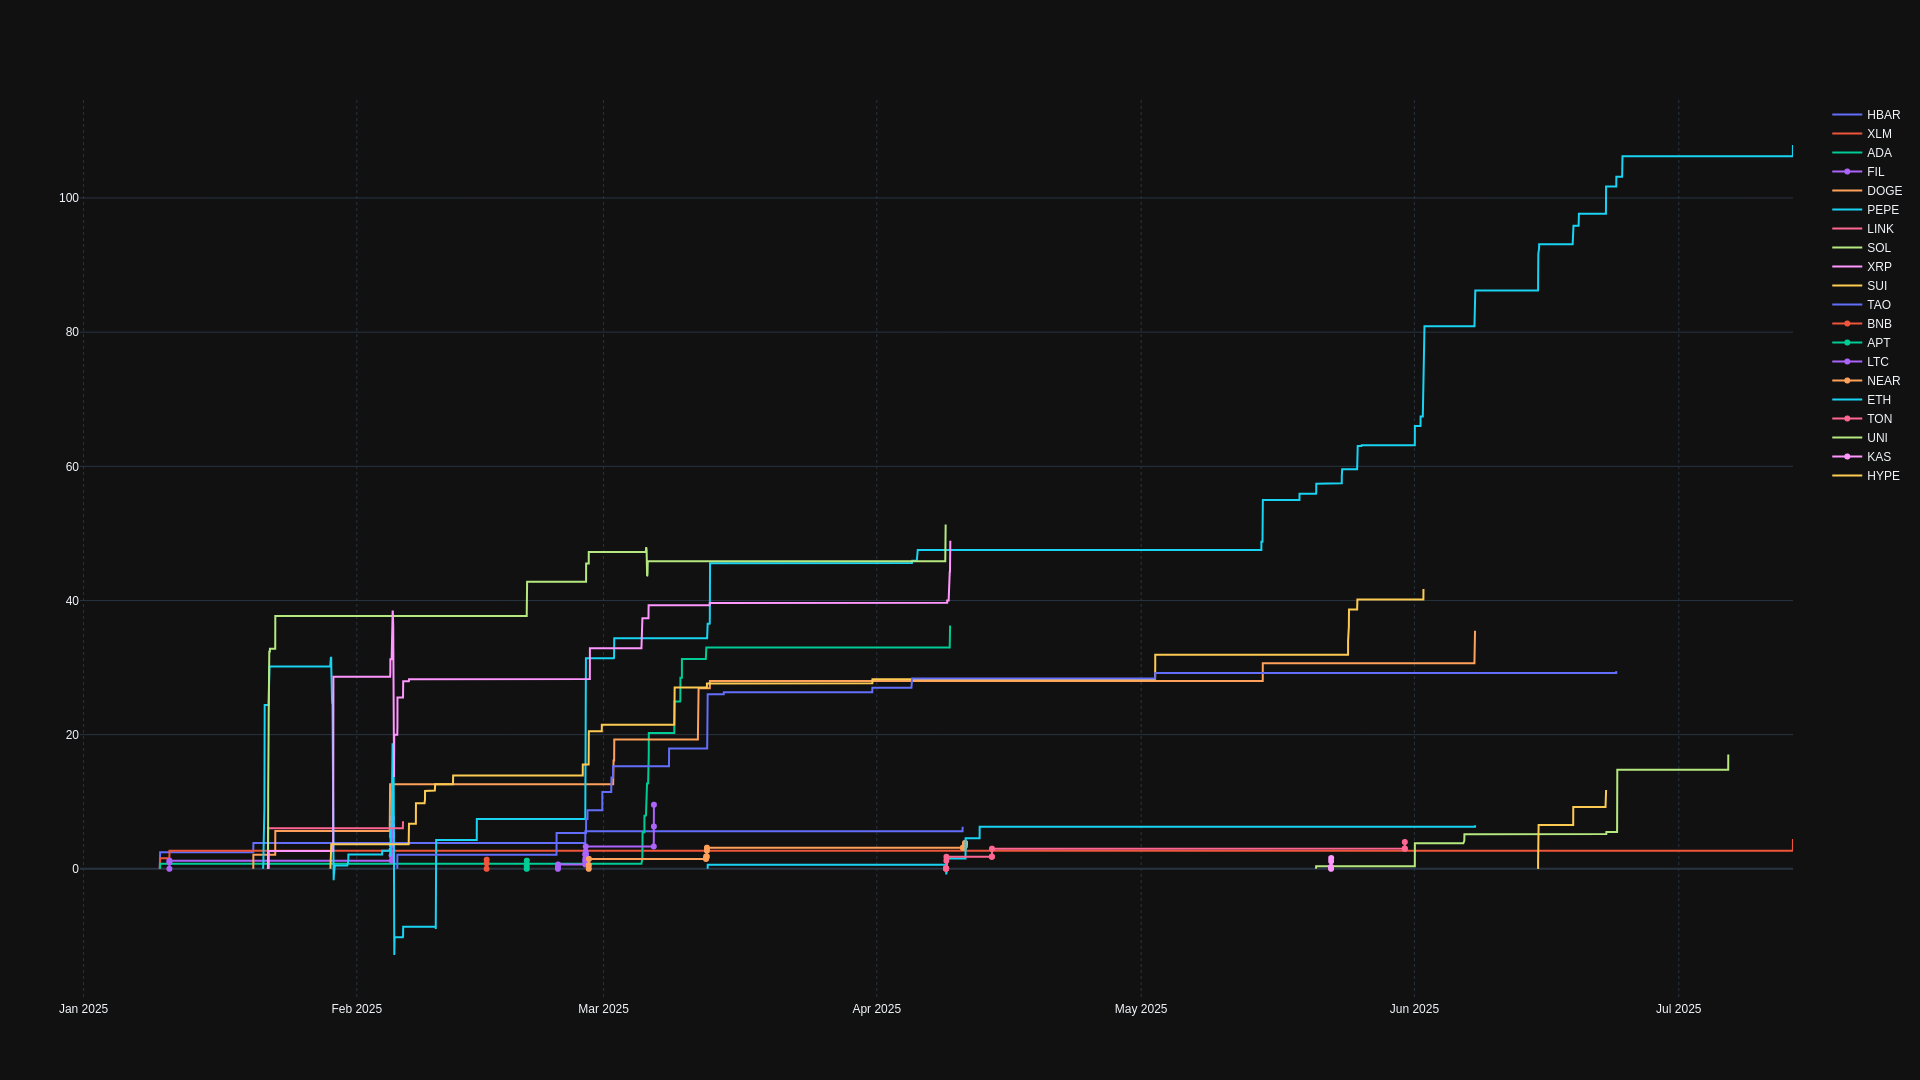 100
80
60
40
20
0
Jan 2025
Feb 2025
Mar 2025
Apr 2025
May 2025
Jun 2025
Jul 2025
HBAR
XLM
ADA
FIL
DOGE
PEPE
LINK
SOL
XRP
SUI
TAO
BNB
APT
LTC
NEAR
ETH
TON
UNI
KAS
HYPE